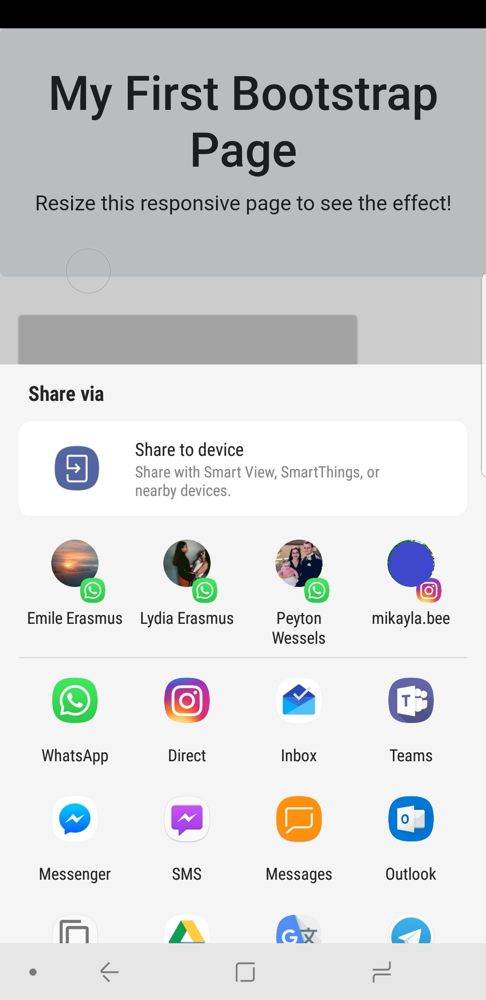 My First Bootstrap
Page
Resize this responsive page to see the effect!
Share via
Share to device
Share with Smart View, SmartThings, or
nearby devices.
Emile Erasmus
Lydia Erasmus
Peyton
Wessels
mikayla.bee
WhatsApp
Direct
Inbox
T
Teams
Messenger
SMS
Messages
O
Outlook
G 文